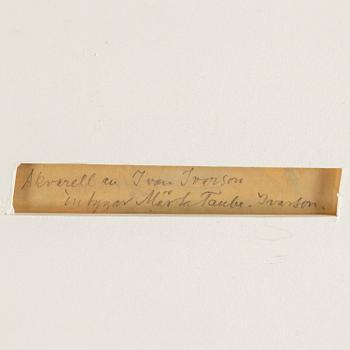 Akvarell av Ivan Ivarson
intygar Märta Taube-Ivarson.